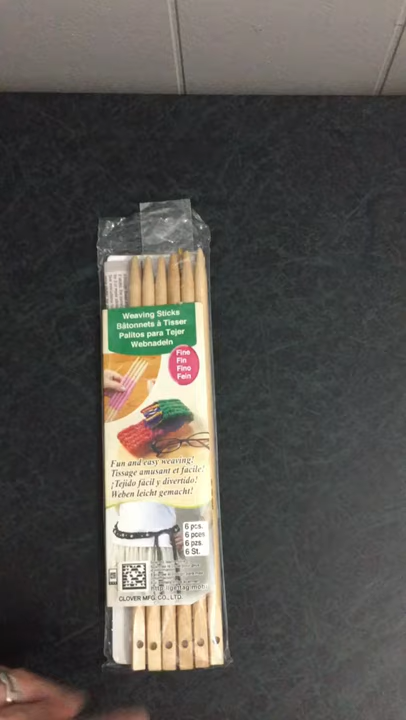 Weaving Sticks
Bâtonnets à Tisser
Palitos para Tejer
Webnadeln
Fine
Fin
Fino
Fein
Fun and easy weaving!
Tissage amusant et facile!
¡Tejido fácil y divertido!
Weben leicht gemacht!
6 pcs.
6 pces
6 pzs.
6 St.
CLOVER MFG. CO., LTD.